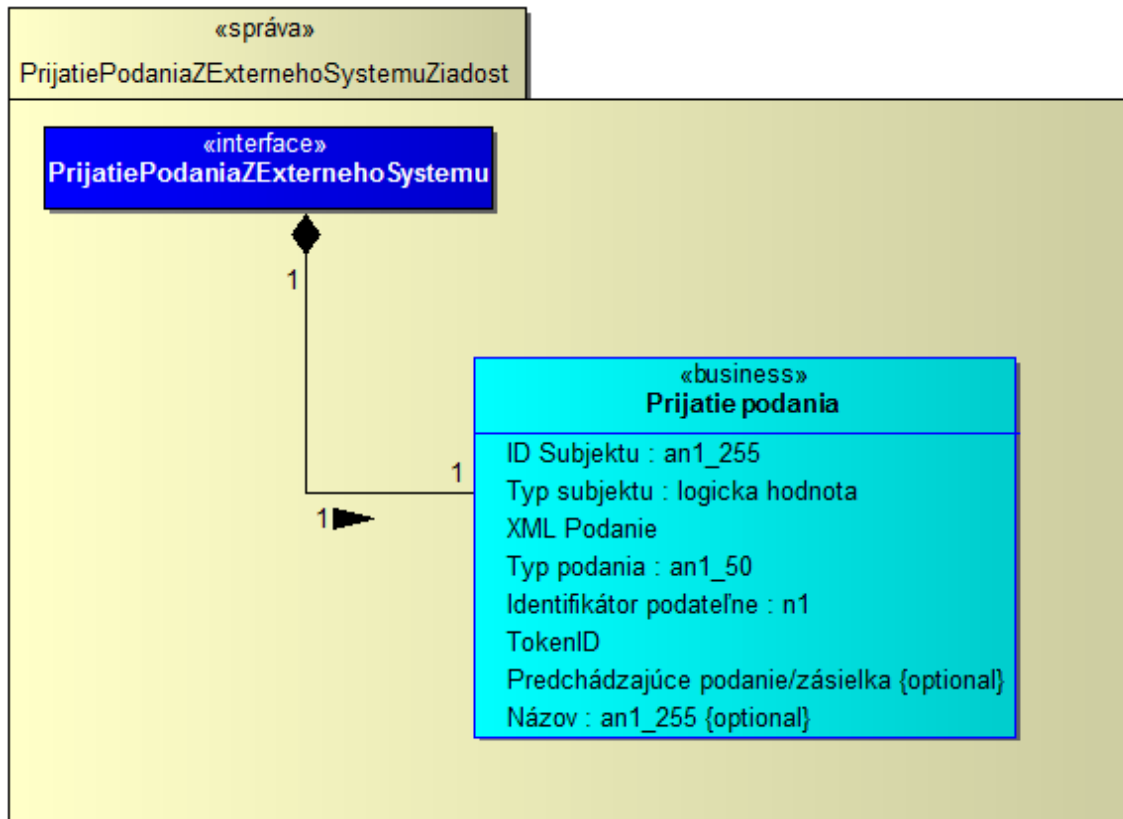 «správa»
PrijatiePodaniaZExternehoSystemuZiadost
«interface»
PrijatiePodaniaZExternehoSystemu
1
1
1
«business»
Prijatie podania
ID Subjektu : an1_255
Typ subjektu : logicka hodnota
XML Podanie
Typ podania : an1_50
Identifikátor podateľne : n1
TokenID
Predchádzajúce podanie/zásielka {optional}
Názov : an1_255 {optional}